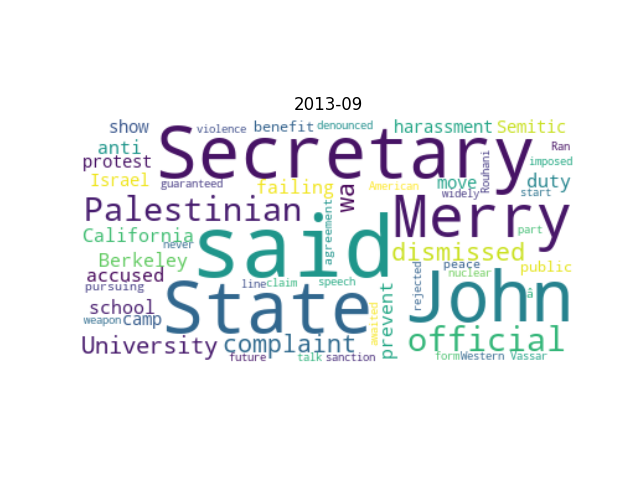 2013-09
show violence benefit denounced harassment Semitic
anti Secretary Ran
protest imposed
Israel guaranteed failing wa American move Rouhani duty
widely start
Palestinian agreement Merry part
California said
never dismissed
Berkeley peace public
accused rejected nuclear
pursuing State line claim speech John â
school prevent
weapon camp awaited official
University complaint
future talk sanction form Western Vassar